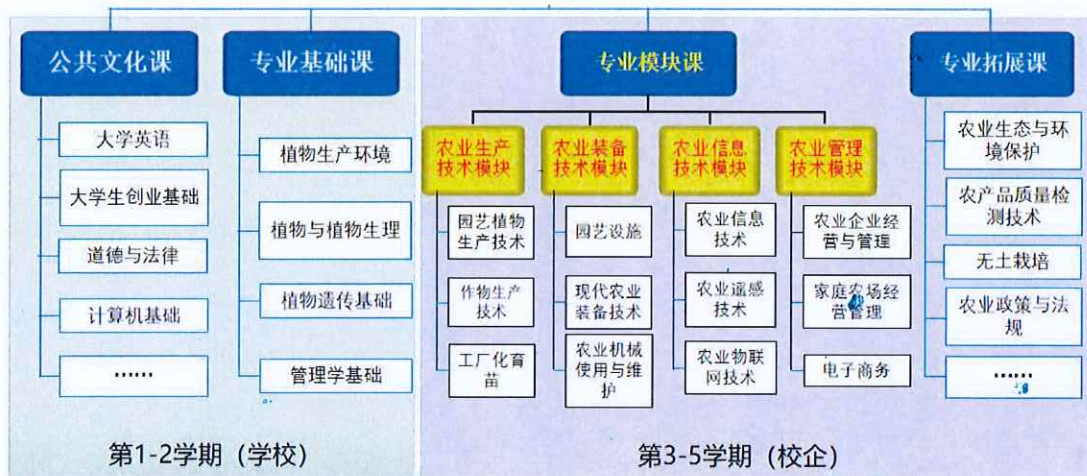 公共文化课
专业基础课
专业模块课
专业拓展课
大学英语
大学生创业基础
道德与法律
计算机基础
……
植物生产环境
植物与植物生理
植物遗传基础
管理学基础
农业生产
技术模块
园艺植物
生产技术
作物生产
技术
工厂化育
苗
农业装备
技术模块
园艺设施
现代农业
装备技术
农业机械
使用与维
护
农业信息
技术模块
农业信息
技术
农业遥感
技术
农业物联
网技术
农业管理
技术模块
农业企业经
营与管理
家庭农场经
营管理
电子商务
农业生态与环
境保护
农产品质量检
测技术
无土栽培
农业政策与法
规
……
第1-2学期（学校）
第3-5学期（校企）